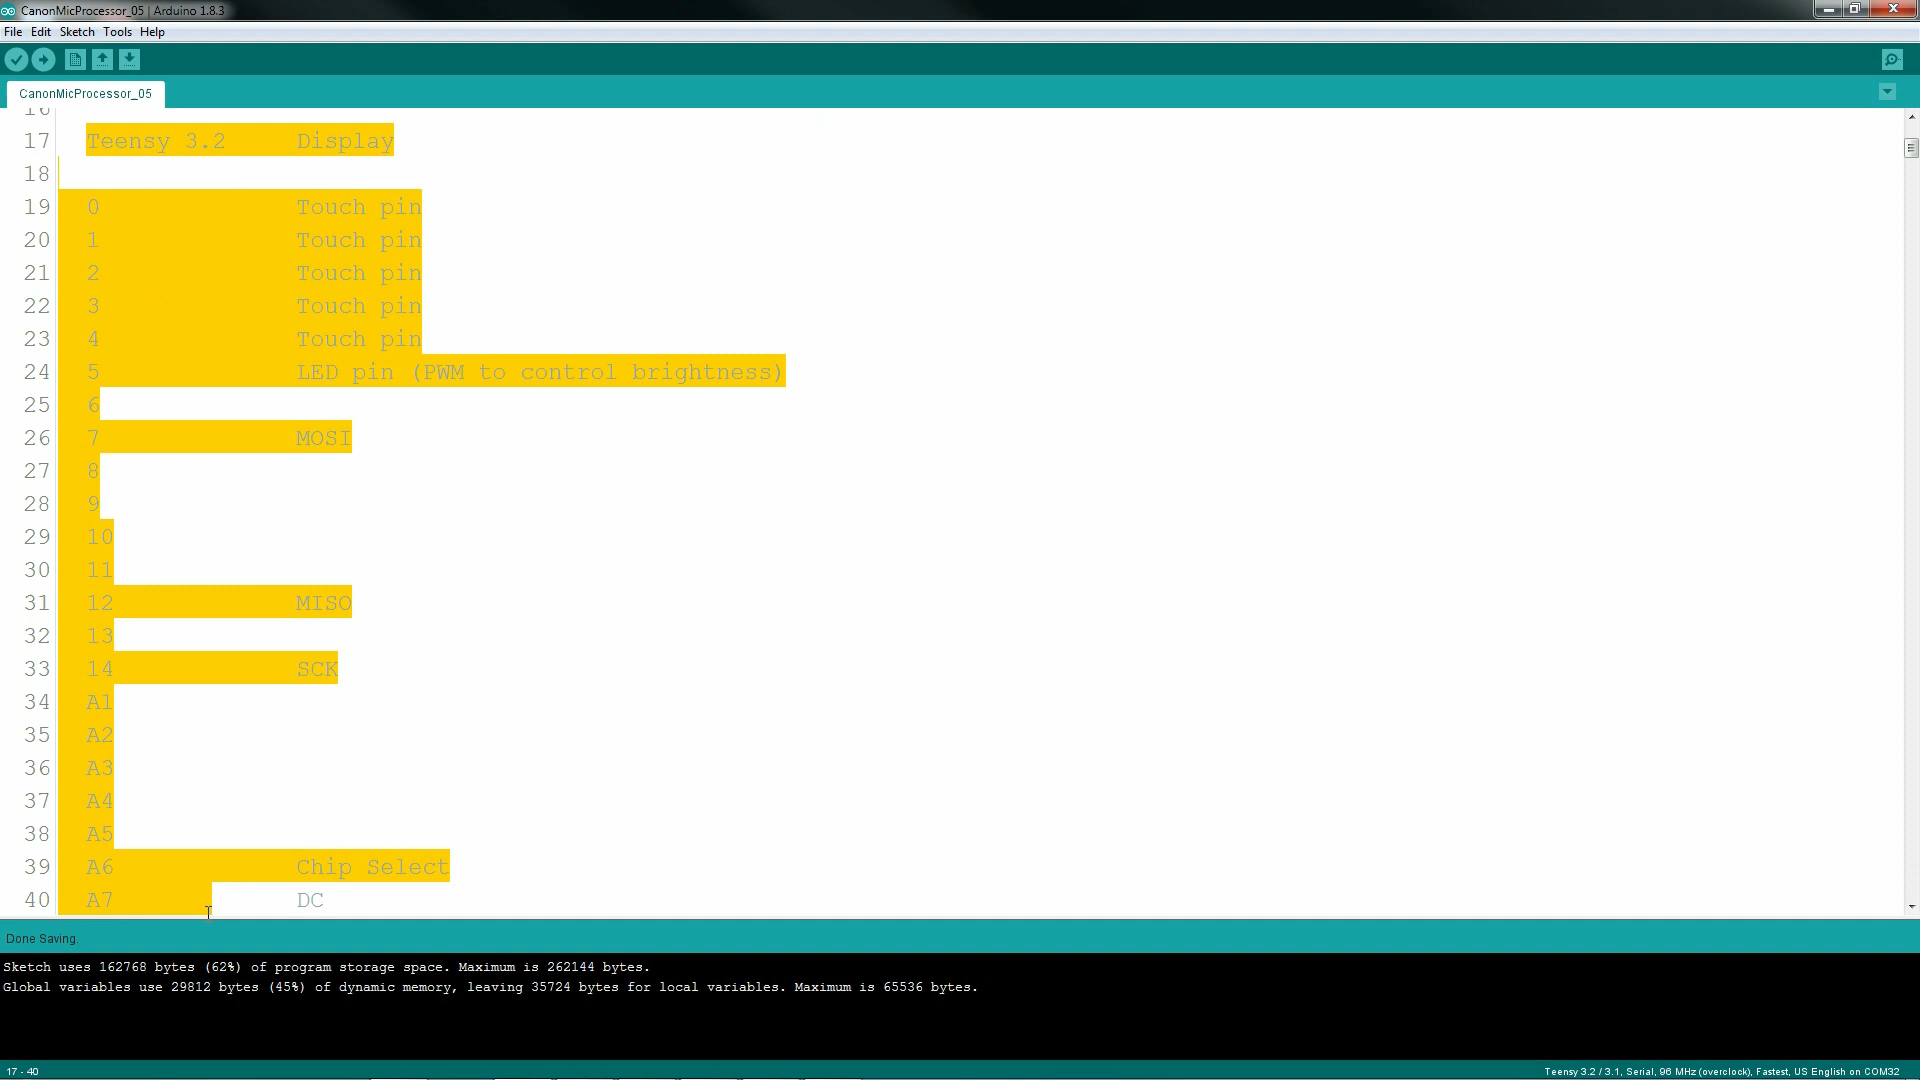 CanonMicProcessor_05 | Arduino 1.8.3
File Edit Sketch Tools Help
CanonMicProcessor_05
16
17 Teensy 3.2 Display
18
19 0 Touch pin
20 1 Touch pin
21 2 Touch pin
22 3 Touch pin
23 4 Touch pin
24 5 LED pin (PWM to control brightness)
25 6
26 7 MOSI
27 8
28 9
29 10
30 11
31 12 MISO
32 13
33 14 SCK
34 A1
35 A2
36 A3
37 A4
38 A5
39 A6 Chip Select
40 A7 DC
Done Saving.
Sketch uses 162768 bytes (62%) of program storage space. Maximum is 262144 bytes.
Global variables use 29812 bytes (45%) of dynamic memory, leaving 35724 bytes for local variables. Maximum is 65536 bytes.
17 - 40 Teensy 3.2 / 3.1, Serial, 96 MHz (overclock), Fastest, US English on COM32